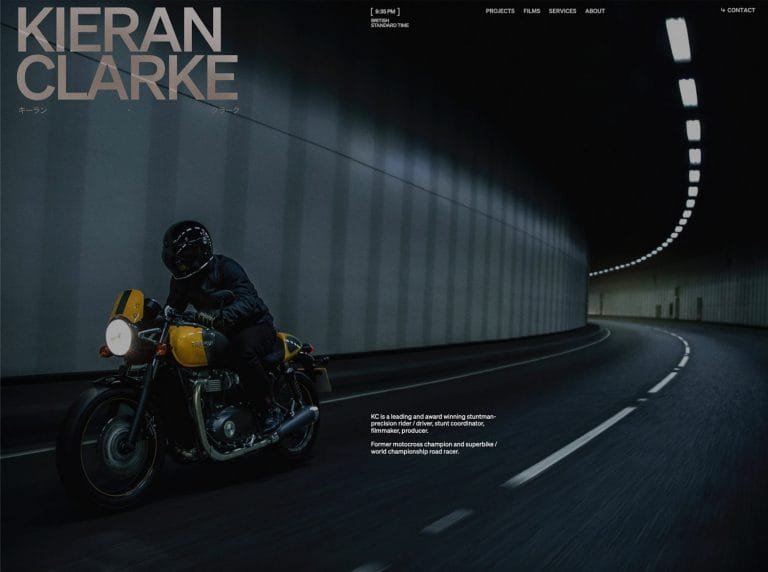 KIERAN
CLARKE
キーラン ・ クラーク
[ 9:35 PM ]
BRITISH
STANDARD TIME
PROJECTS FILMS SERVICES ABOUT
↳ CONTACT
KC is a leading and award winning stuntman-
precision rider / driver, stunt coordinator,
filmmaker, producer.
Former motocross champion and superbike /
world championship road racer.